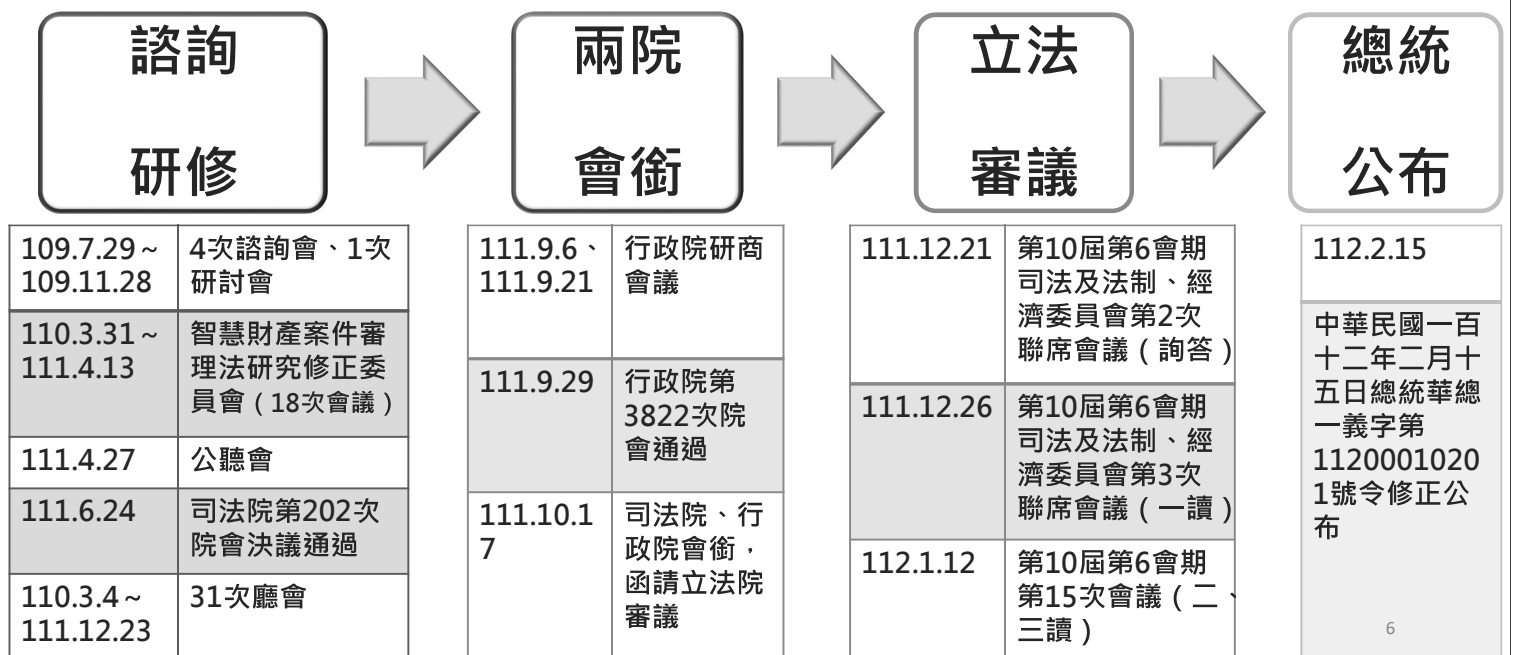 諮詢
研修
兩院
會銜
立法
審議
總統
公布
109.7.29～
109.11.28
4次諮詢會、1次
研討會
110.3.31～
111.4.13
智慧財產案件審
理法研究修正委
員會（18次會議）
111.4.27
公聽會
111.6.24
司法院第202次
院會決議通過
110.3.4～
111.12.23
31次廳會
111.9.6、
111.9.21
行政院研商
會議
111.9.29
行政院第
3822次院
會通過
111.10.1
7
司法院、行
政院會銜，
函請立法院
審議
111.12.21
第10屆第6會期
司法及法制、經
濟委員會第2次
聯席會議（詢答）
111.12.26
第10屆第6會期
司法及法制、經
濟委員會第3次
聯席會議（一讀）
112.1.12
第10屆第6會期
第15次會議（二、
三讀）
112.2.15
中華民國一百
十二年二月十
五日總統華總
一義字第
1120001020
1號令修正公
布
6